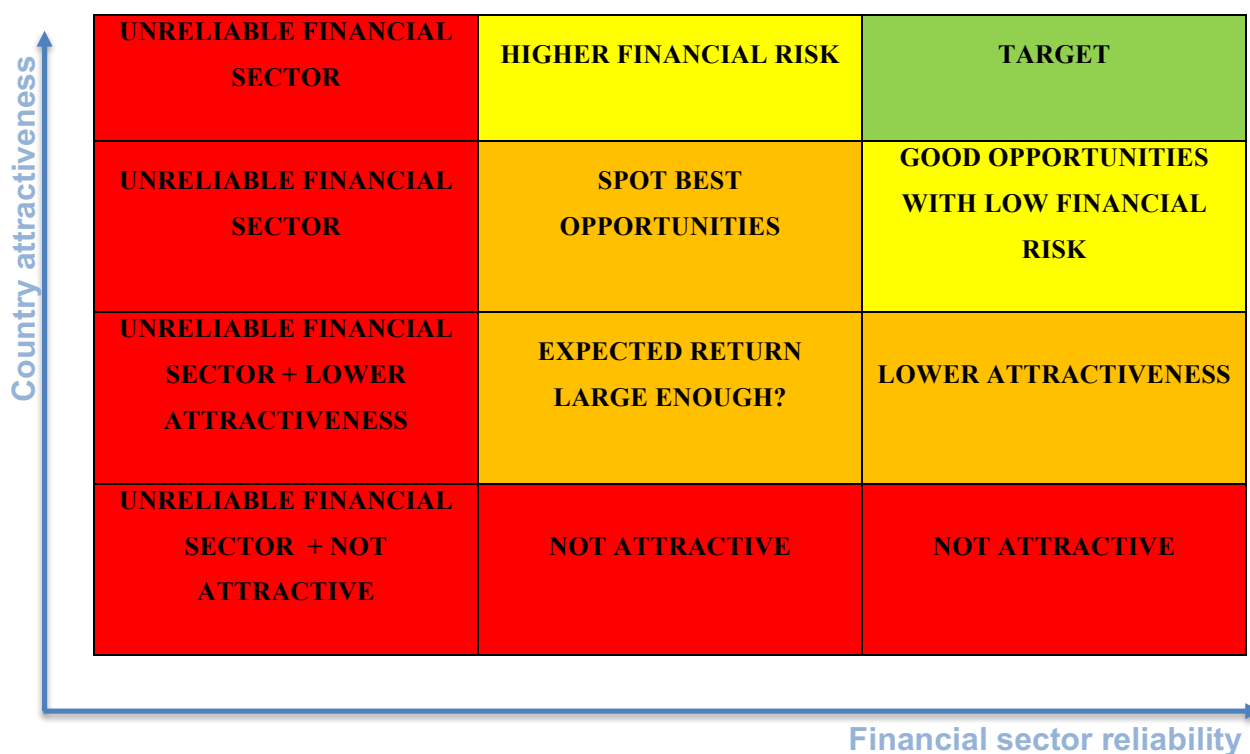 Country attractiveness
UNRELIABLE FINANCIAL
SECTOR
HIGHER FINANCIAL RISK
TARGET
UNRELIABLE FINANCIAL
SECTOR
SPOT BEST
OPPORTUNITIES
GOOD OPPORTUNITIES
WITH LOW FINANCIAL
RISK
UNRELIABLE FINANCIAL
SECTOR + LOWER
ATTRACTIVENESS
EXPECTED RETURN
LARGE ENOUGH?
LOWER ATTRACTIVENESS
UNRELIABLE FINANCIAL
SECTOR + NOT
ATTRACTIVE
NOT ATTRACTIVE
NOT ATTRACTIVE
Financial sector reliability